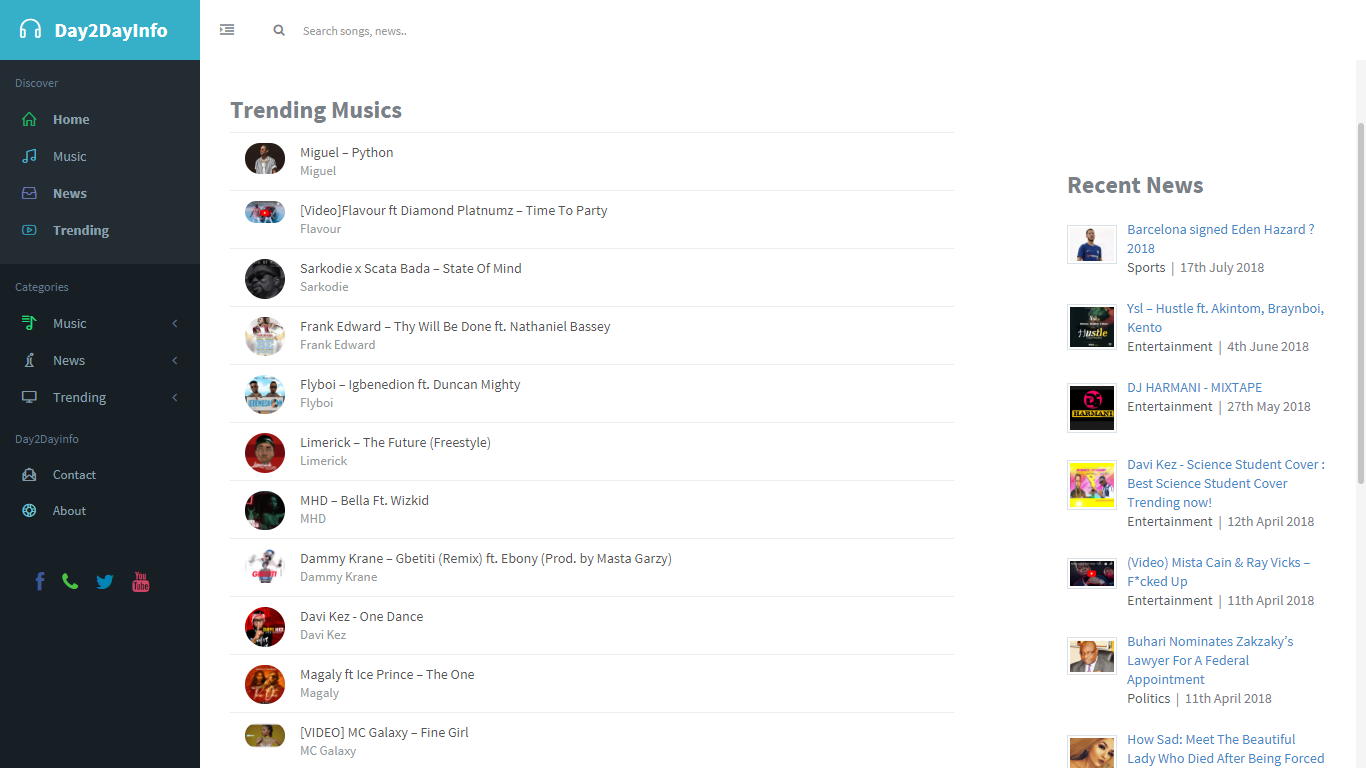 Day2DayInfo
Search songs, news..
Discover
Home
Music
News
Trending
Categories
Music
News
Trending
Day2Dayinfo
Contact
About
You
Tube
Trending Musics
Miguel – Python
Miguel
[Video]Flavour ft Diamond Platnumz – Time To Party
Flavour
Sarkodie x Scata Bada – State Of Mind
Sarkodie
Frank Edward – Thy Will Be Done ft. Nathaniel Bassey
Frank Edward
Flyboi – Igbenedion ft. Duncan Mighty
Flyboi
Limerick – The Future (Freestyle)
Limerick
MHD – Bella Ft. Wizkid
MHD
Dammy Krane – Gbetiti (Remix) ft. Ebony (Prod. by Masta Garzy)
Dammy Krane
Davi Kez - One Dance
Davi Kez
Magaly ft Ice Prince – The One
Magaly
[VIDEO] MC Galaxy – Fine Girl
MC Galaxy
Recent News
Barcelona signed Eden Hazard ?
2018
Sports | 17th July 2018
Ysl – Hustle ft. Akintom, Braynboi,
Kento
Entertainment | 4th June 2018
Hustle
DJ HARMANI - MIXTAPE
Entertainment | 27th May 2018
HARMANI
Davi Kez - Science Student Cover :
Best Science Student Cover
Trending now!
Entertainment | 12th April 2018
(Video) Mista Cain & Ray Vicks –
F*cked Up
Entertainment | 11th April 2018
Buhari Nominates Zakzaky’s
Lawyer For A Federal
Appointment
Politics | 11th April 2018
How Sad: Meet The Beautiful
Lady Who Died After Being Forced